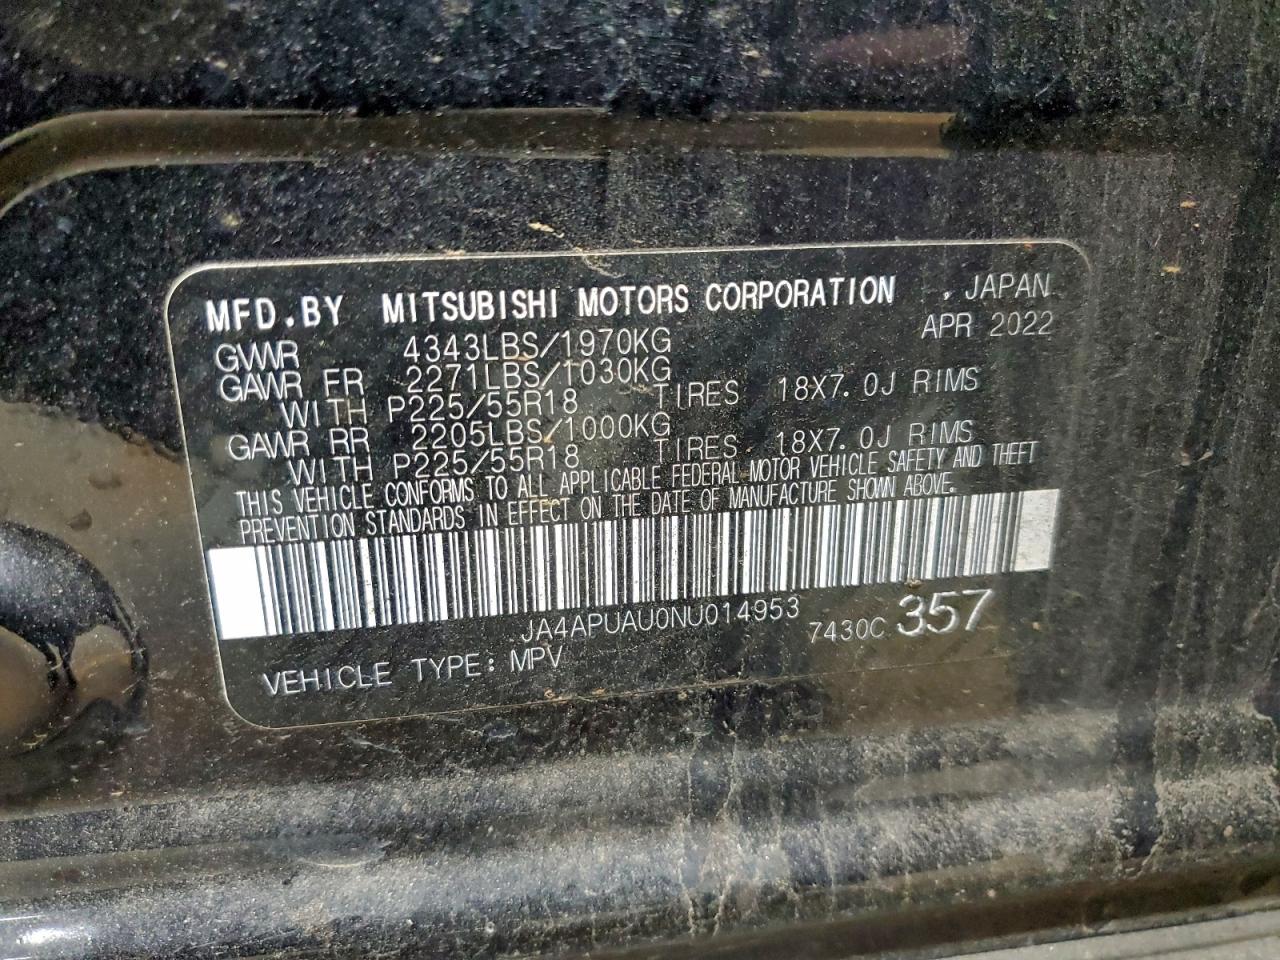 MFD.BY MITSUBISHI MOTORS CORPORATION , JAPAN
APR 2022
GVWR 4343LBS/1970KG
GAWR FR 2271LBS/1030KG
WITH P225/55R18 TIRES 18X7.0J RIMS
GAWR RR 2205LBS/1000KG
WITH P225/55R18 TIRES 18X7.0J RIMS
THIS VEHICLE CONFORMS TO ALL APPLICABLE FEDERAL MOTOR VEHICLE SAFETY AND THEFT
PREVENTION STANDARDS IN EFFECT ON THE DATE OF MANUFACTURE SHOWN ABOVE.
JA4APUAU0NU014953
7430C 357
VEHICLE TYPE: MPV